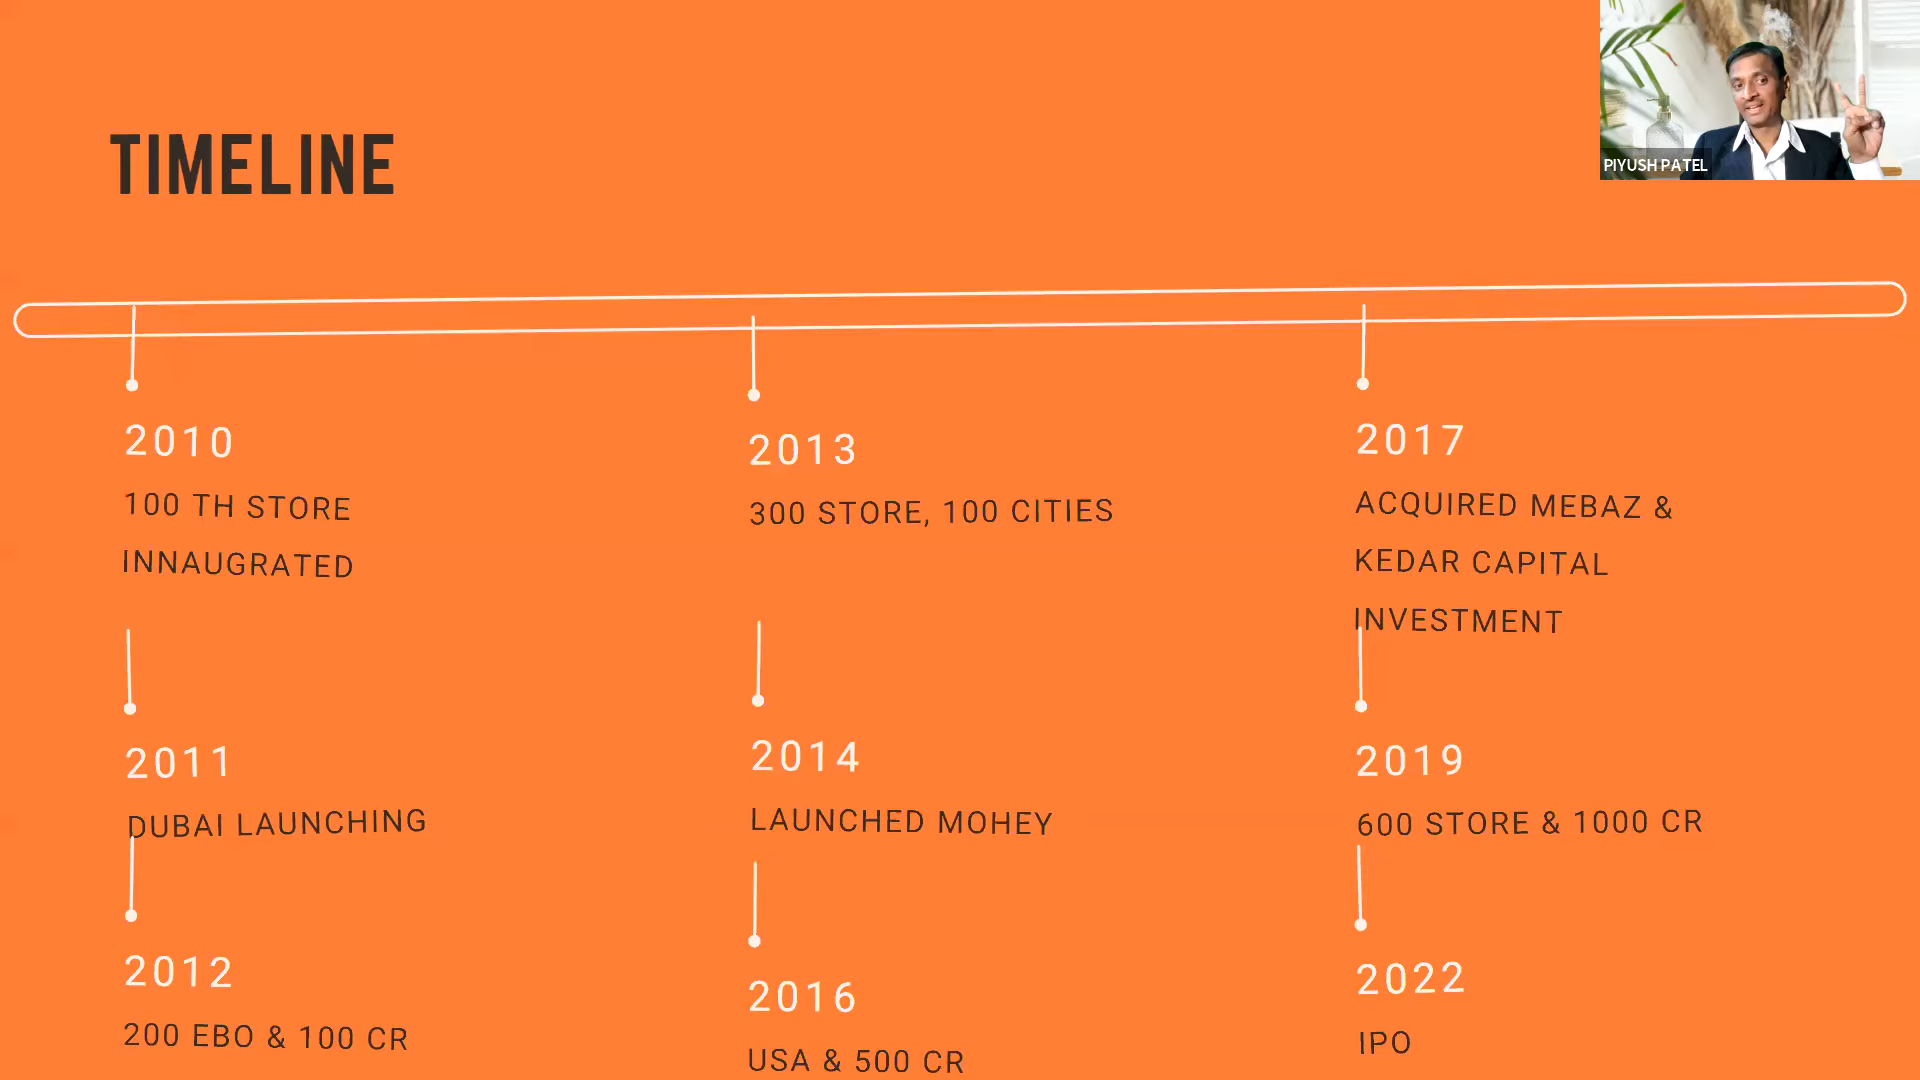 PIYUSH PATEL
TIMELINE
2010
100 TH STORE
INNAUGRATED
2011
DUBAI LAUNCHING
2012
200 EBO & 100 CR
2013
300 STORE, 100 CITIES
2014
LAUNCHED MOHEY
2016
USA & 500 CR
2017
ACQUIRED MEBAZ &
KEDAR CAPITAL
INVESTMENT
2019
600 STORE & 1000 CR
2022
IPO